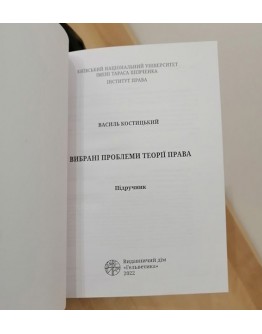 КИЇВСЬКИЙ НАЦІОНАЛЬНИЙ УНІВЕРСИТЕТ
ІМЕНІ ТАРАСА ШЕВЧЕНКА
ІНСТИТУТ ПРАВА
ВАСИЛЬ КОСТИЦЬКИЙ
ВИБРАНІ ПРОБЛЕМИ ТЕОРІЇ ПРАВА
Підручник
Видавничий дім
«Гельветика»
2022